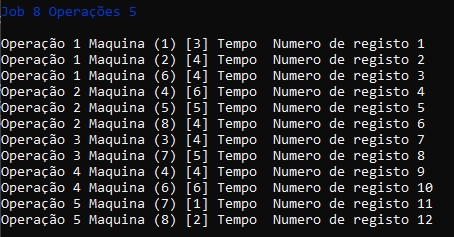 Job 8 Operações 5
Operação 1 Maquina (1) [3] Tempo  Numero de registo 1
Operação 1 Maquina (2) [4] Tempo  Numero de registo 2
Operação 1 Maquina (6) [4] Tempo  Numero de registo 3
Operação 2 Maquina (4) [6] Tempo  Numero de registo 4
Operação 2 Maquina (5) [5] Tempo  Numero de registo 5
Operação 2 Maquina (8) [4] Tempo  Numero de registo 6
Operação 3 Maquina (3) [4] Tempo  Numero de registo 7
Operação 3 Maquina (7) [5] Tempo  Numero de registo 8
Operação 4 Maquina (4) [4] Tempo  Numero de registo 9
Operação 4 Maquina (6) [6] Tempo  Numero de registo 10
Operação 5 Maquina (7) [1] Tempo  Numero de registo 11
Operação 5 Maquina (8) [2] Tempo  Numero de registo 12